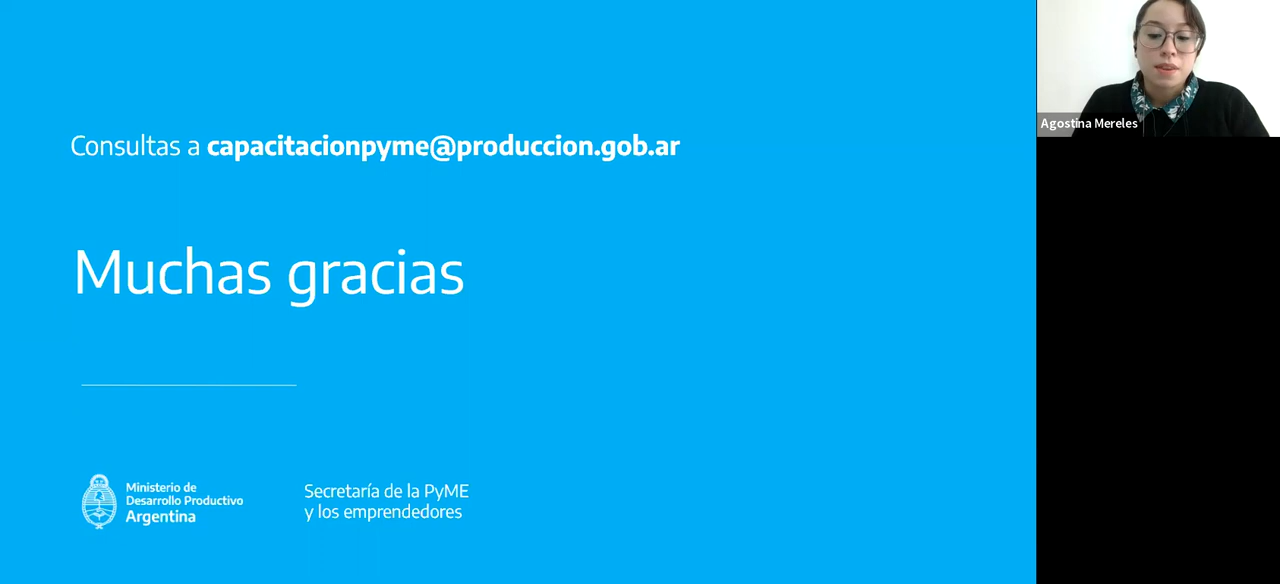 Consultas a capacitacionpyme@produccion.gob.ar
Muchas gracias
Ministerio de
Desarrollo Productivo
Argentina
Secretaría de la PyME
y los emprendedores
Agostina Mereles